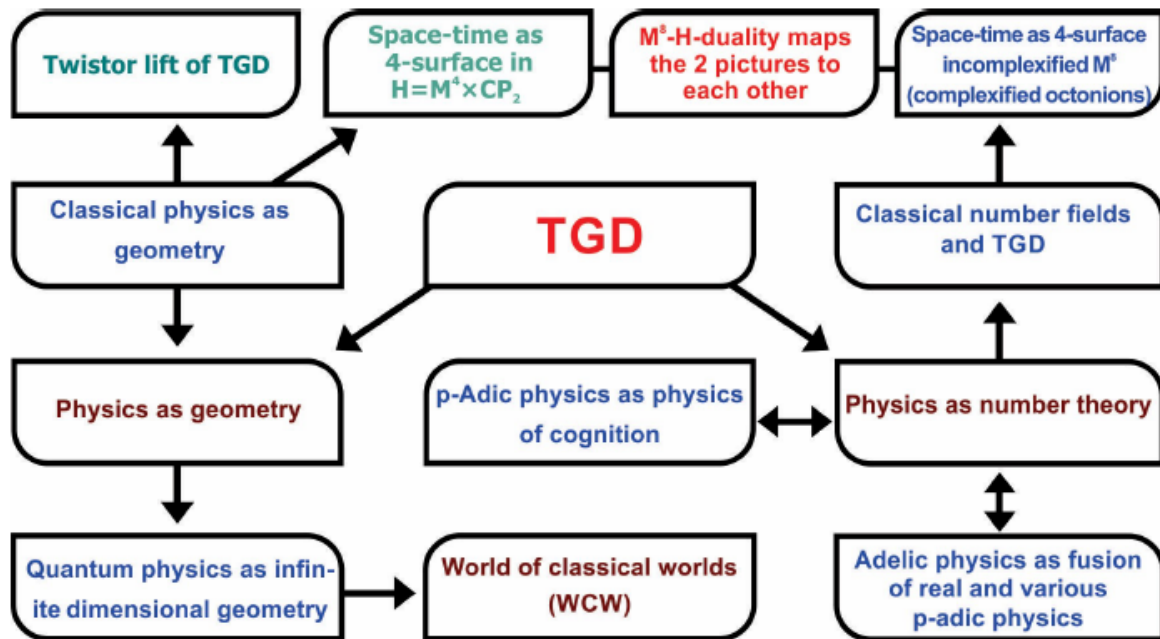 Twistor lift of TGD
Space-time as
4-surface in
H=M⁴×CP₂
M⁸-H-duality maps
the 2 pictures to
each other
Space-time as 4-surface
incomplexified M⁸
(complexified octonions)
Classical physics as
geometry
TGD
Classical number fields
and TGD
Physics as geometry
p-Adic physics as physics
of cognition
Physics as number theory
Quantum physics as infin-
ite dimensional geometry
World of classical worlds
(WCW)
Adelic physics as fusion
of real and various
p-adic physics